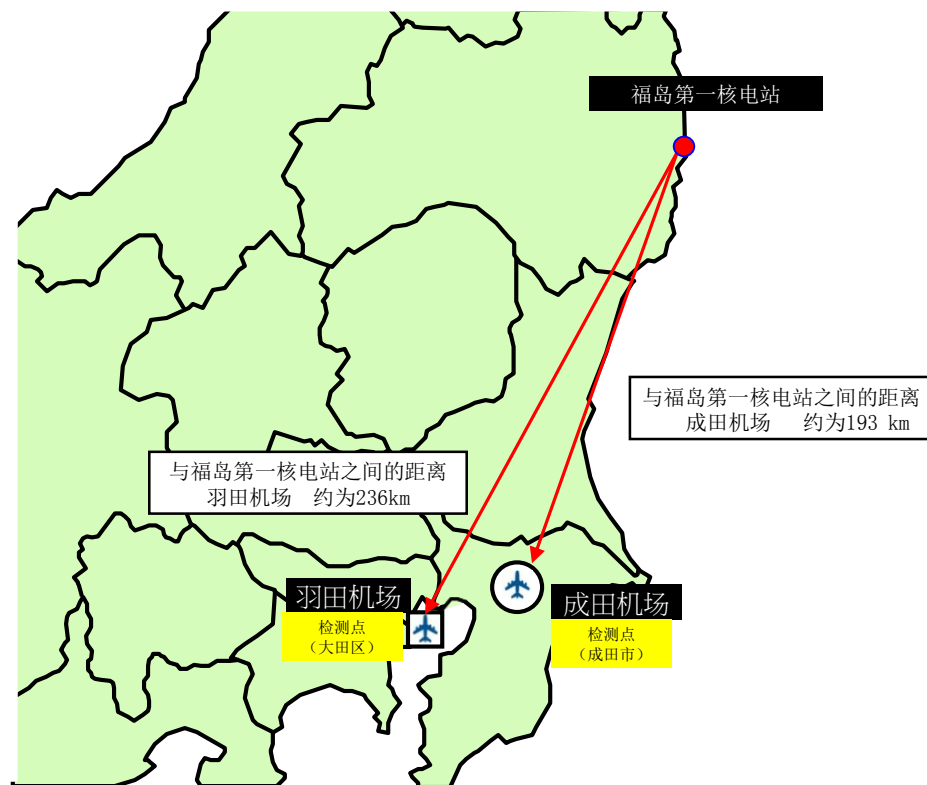 福岛第一核电站
与福岛第一核电站之间的距离
成田机场 约为193 km
与福岛第一核电站之间的距离
羽田机场 约为236km
羽田机场
检测点
（大田区）
成田机场
检测点
（成田市）